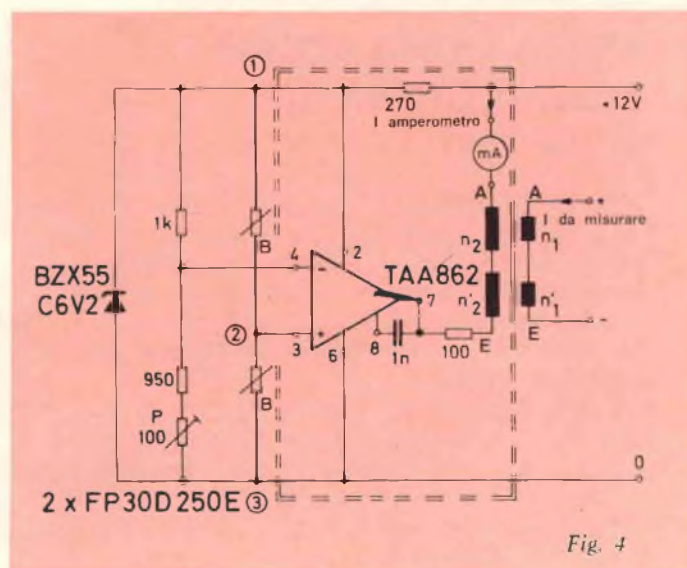 ①
270
+12V
I amperometro
mA
A
A
+
I da misurare
1k
B
n₂
n₁
4
-
2
TAA862
BZX55
C6V2
7
n'₂
n'₁
②
+
3
6
8
1n
100
E
E
-
950
B
P
100
0
2 x FP30D250E ③
Fig. 4